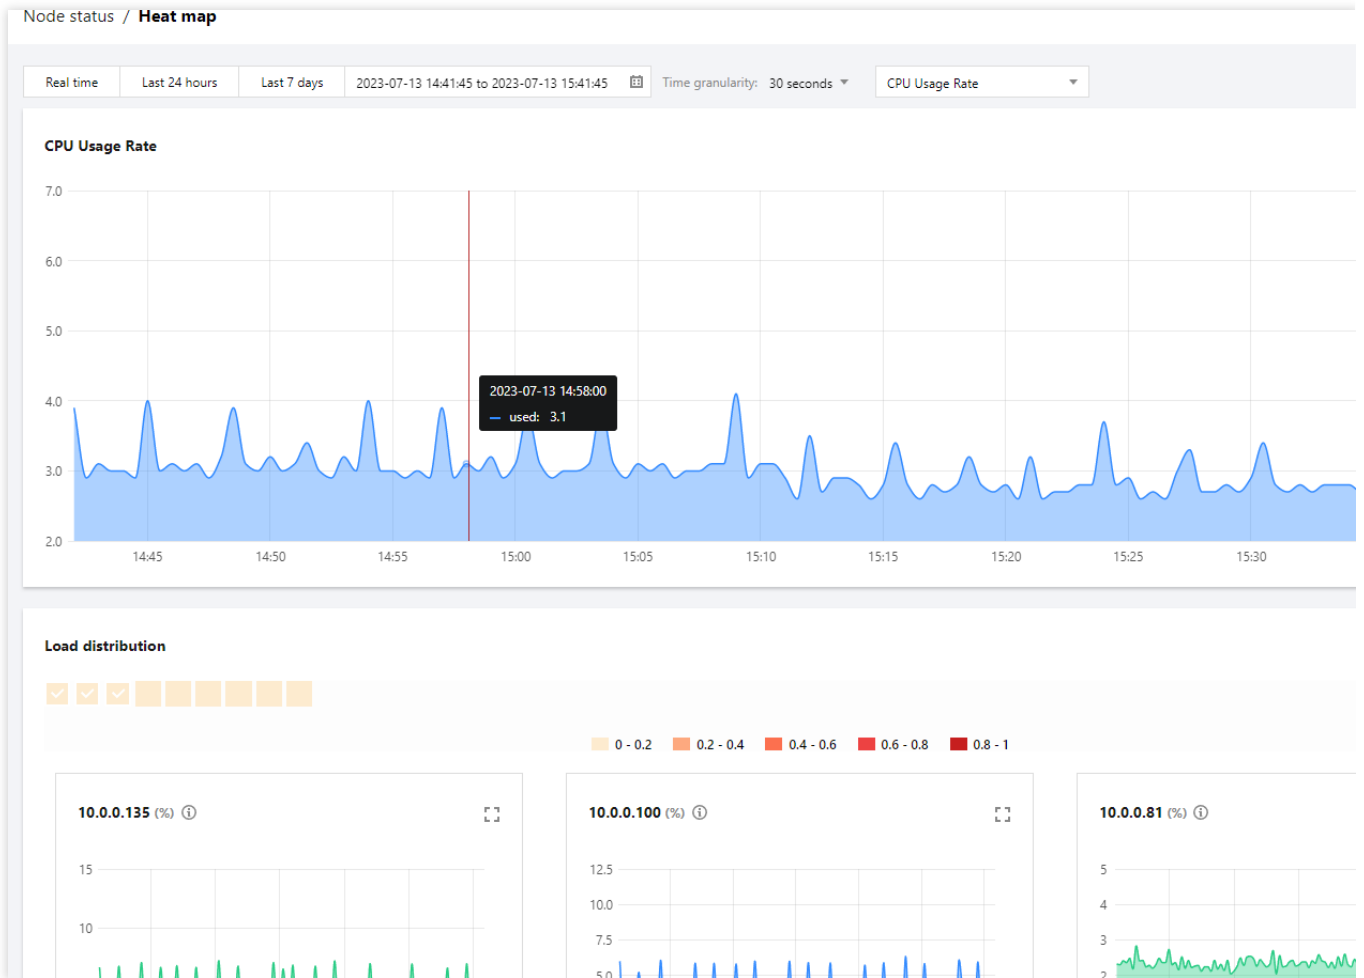 Node status / Heat map
Real time Last 24 hours Last 7 days 2023-07-13 14:41:45 to 2023-07-13 15:41:45 Time granularity: 30 seconds CPU Usage Rate
CPU Usage Rate
7.0
6.0
5.0
4.0
3.0
2.0
2023-07-13 14:58:00
used: 3.1
14:45 14:50 14:55 15:00 15:05 15:10 15:15 15:20 15:25 15:30
Load distribution
0 - 0.2 0.2 - 0.4 0.4 - 0.6 0.6 - 0.8 0.8 - 1
10.0.0.135 (%)
15
10
10.0.0.100 (%)
12.5
10.0
7.5
5.0
10.0.0.81 (%)
5
4
3
2